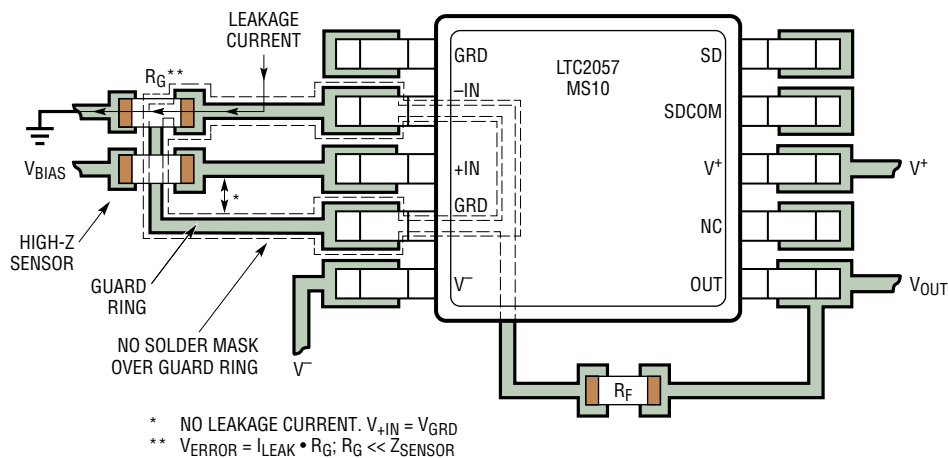 LEAKAGE
CURRENT
RG**
VBIAS
HIGH-Z
SENSOR
GUARD
RING
NO SOLDER MASK
OVER GUARD RING
V–
GRD
–IN
+IN
GRD
V–
LTC2057
MS10
SD
SDCOM
V+
NC
OUT
V+
VOUT
RF
* NO LEAKAGE CURRENT. V+IN = VGRD
** VERROR = ILEAK • RG; RG << ZSENSOR
*